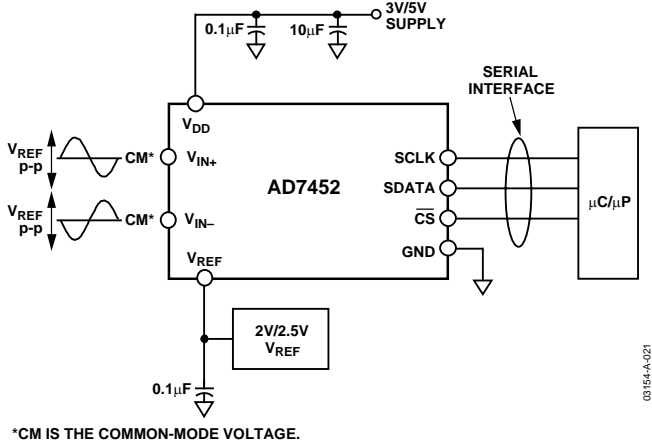 3V/5V
SUPPLY
0.1µF
10µF
SERIAL
INTERFACE
VDD
VREF
p-p
CM*
VIN+
SCLK
AD7452
SDATA
µC/µP
VREF
p-p
CM*
VIN–
CS
GND
VREF
2V/2.5V
VREF
0.1µF
03154-A-021
*CM IS THE COMMON-MODE VOLTAGE.